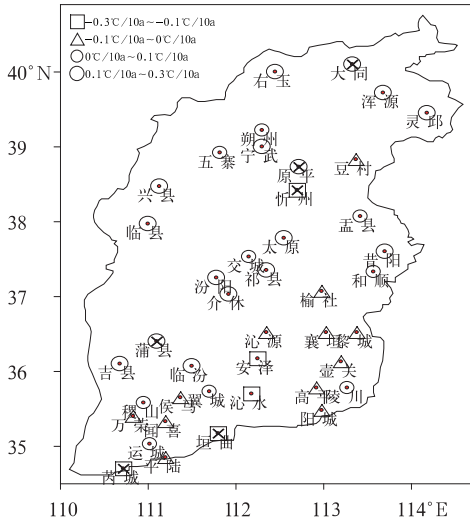 -0.3℃/10a~-0.1℃/10a
-0.1℃/10a~0℃/10a
0℃/10a~0.1℃/10a
0.1℃/10a~0.3℃/10a
40°N
39
38
37
36
35
110
111
112
113
114°E
右玉
大同
浑源
灵邱
朔州
宁武
五寨
原平
豆村
忻州
兴县
临县
盂县
太原
交城
祁县
昔阳
和顺
汾阳
介休
榆社
沁源
襄垣
黎城
蒲县
安泽
壶关
吉县
临汾
翼城
沁水
高平
陵川
阳城
稷山
侯马
万荣
闻喜
垣曲
运城
平陆
芮城